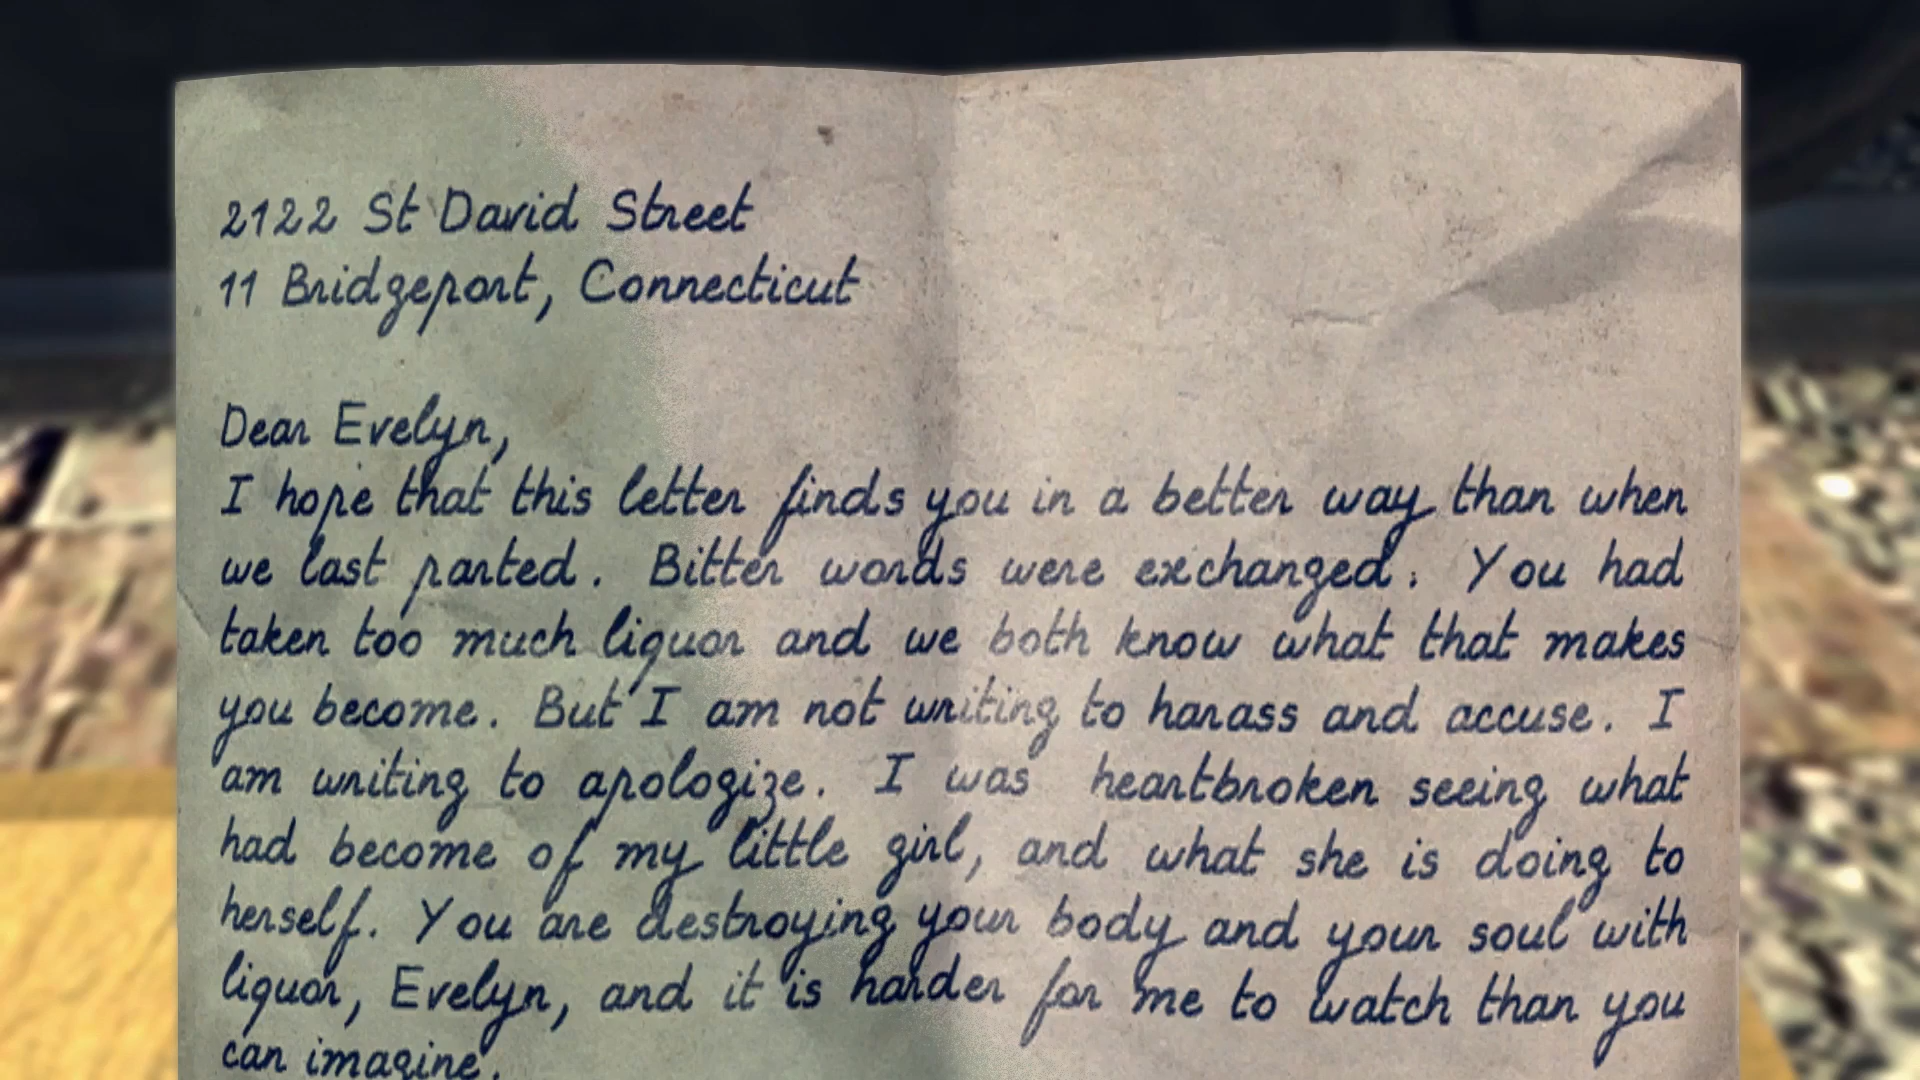 2122 St David Street
11 Bridgeport, Connecticut
Dear Evelyn,
I hope that this letter finds you in a better way than when
we last parted. Bitter words were exchanged. You had
taken too much liquor and we both know what that makes
you become. But I am not writing to harass and accuse. I
am writing to apologize. I was heartbroken seeing what
had become of my little girl, and what she is doing to
herself. You are destroying your body and your soul with
liquor, Evelyn, and it is harder for me to watch than you
can imagine.